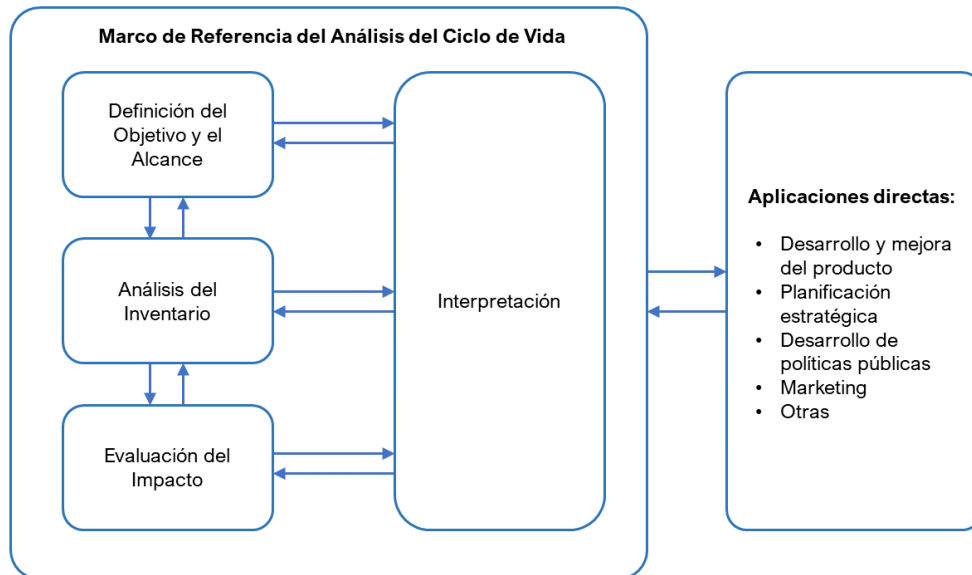 Marco de Referencia del Análisis del Ciclo de Vida
Definición del
Objetivo y el
Alcance
Análisis del
Inventario
Evaluación del
Impacto
Interpretación
Aplicaciones directas:
• Desarrollo y mejora
del producto
• Planificación
estratégica
• Desarrollo de
políticas públicas
• Marketing
• Otras